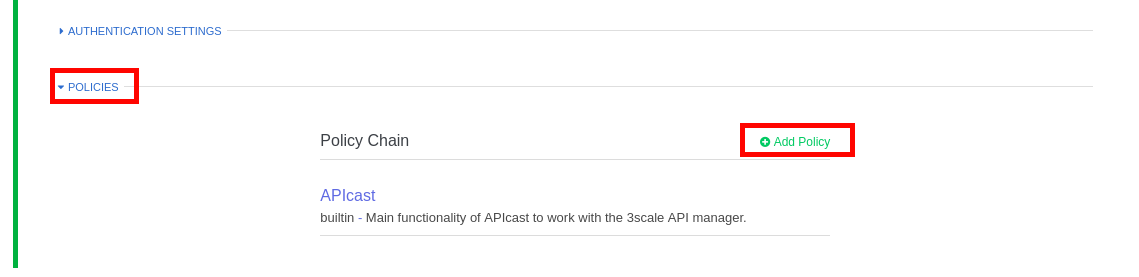 AUTHENTICATION SETTINGS
POLICIES
Policy Chain
Add Policy
APIcast
builtin - Main functionality of APIcast to work with the 3scale API manager.